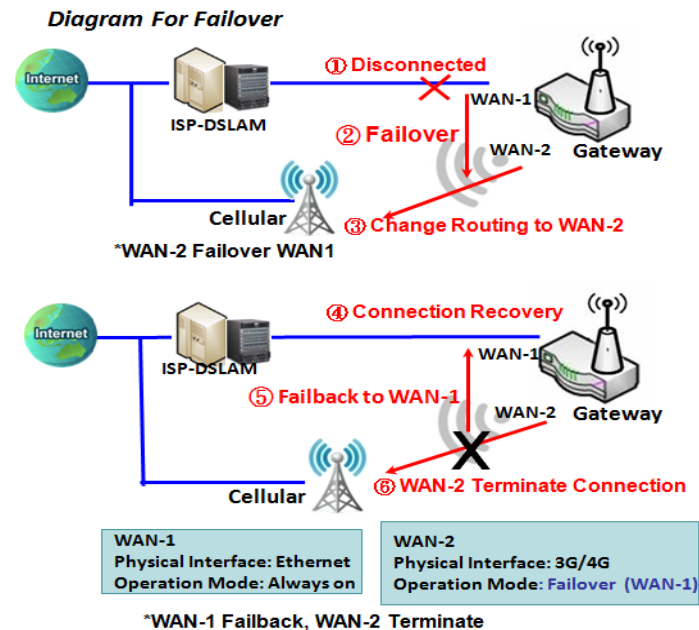 Diagram For Failover
Internet
① Disconnected
ISP-DSLAM
WAN-1
② Failover
WAN-2
Gateway
Cellular
③ Change Routing to WAN-2
*WAN-2 Failover WAN1
④ Connection Recovery
Internet
ISP-DSLAM
WAN-1
⑤ Failback to WAN-1
WAN-2
Gateway
Cellular
⑥ WAN-2 Terminate Connection
WAN-1
Physical Interface: Ethernet
Operation Mode: Always on
WAN-2
Physical Interface: 3G/4G
Operation Mode: Failover (WAN-1)
*WAN-1 Failback, WAN-2 Terminate